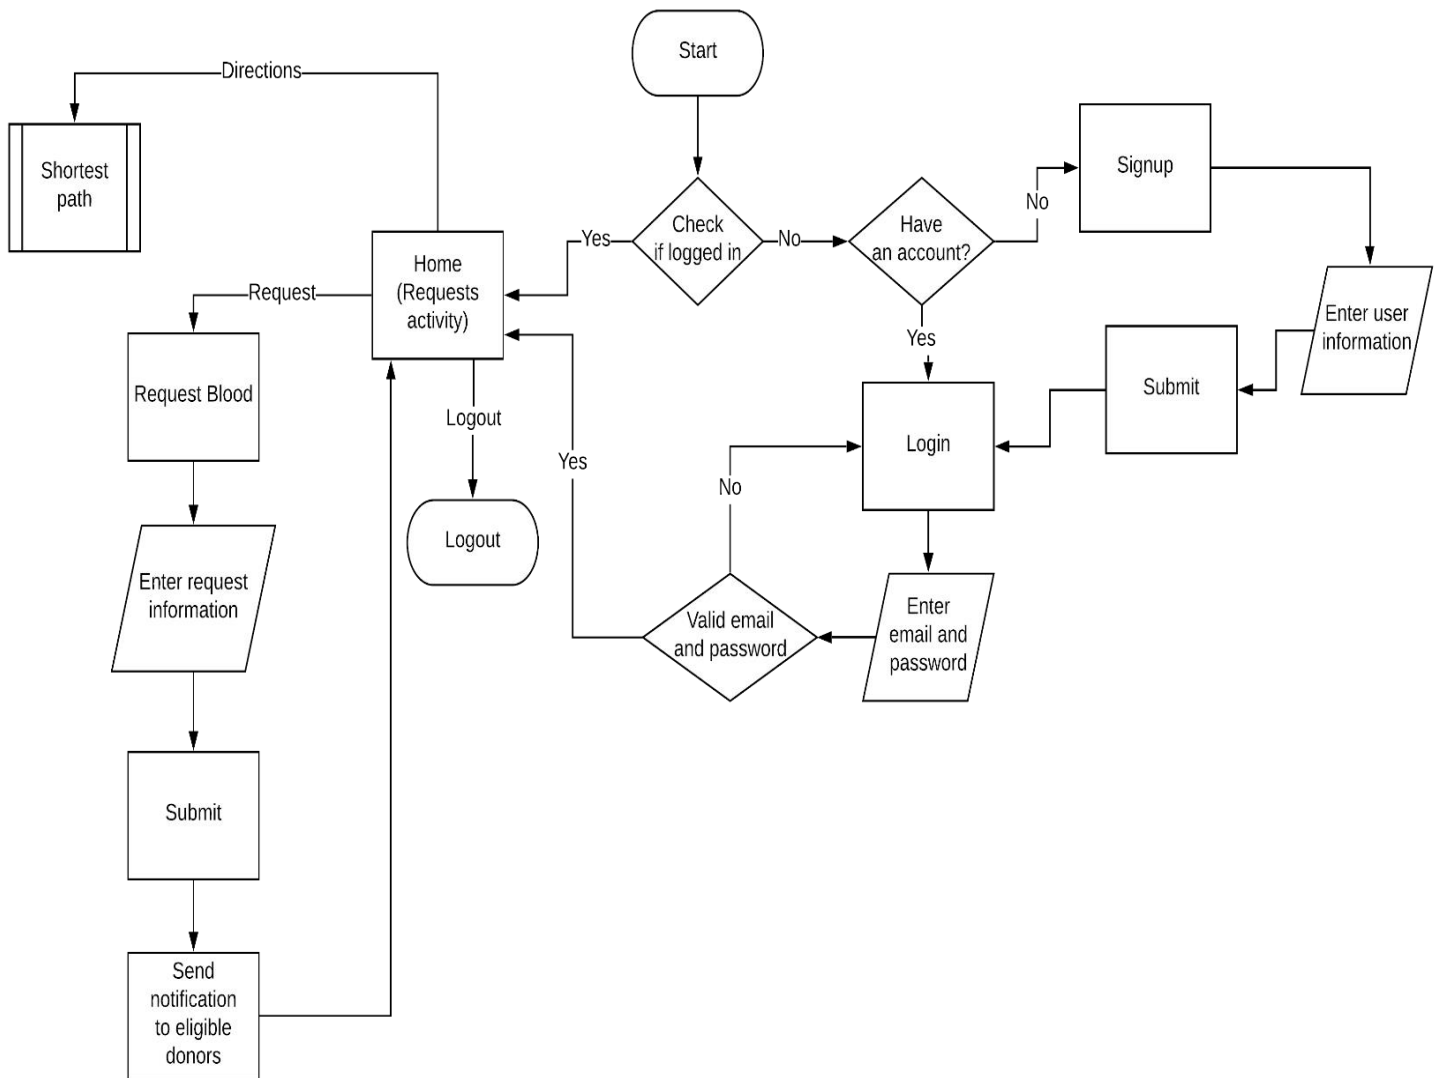 Start
Directions
Shortest
path
Signup
Check
if logged in
Yes
No
Have
an account?
No
Yes
Home
(Requests
activity)
Request
Enter user
information
Request Blood
Submit
Login
Logout
Yes
No
Logout
Enter request
information
Valid email
and password
Enter
email and
password
Submit
Send
notification
to eligible
donors